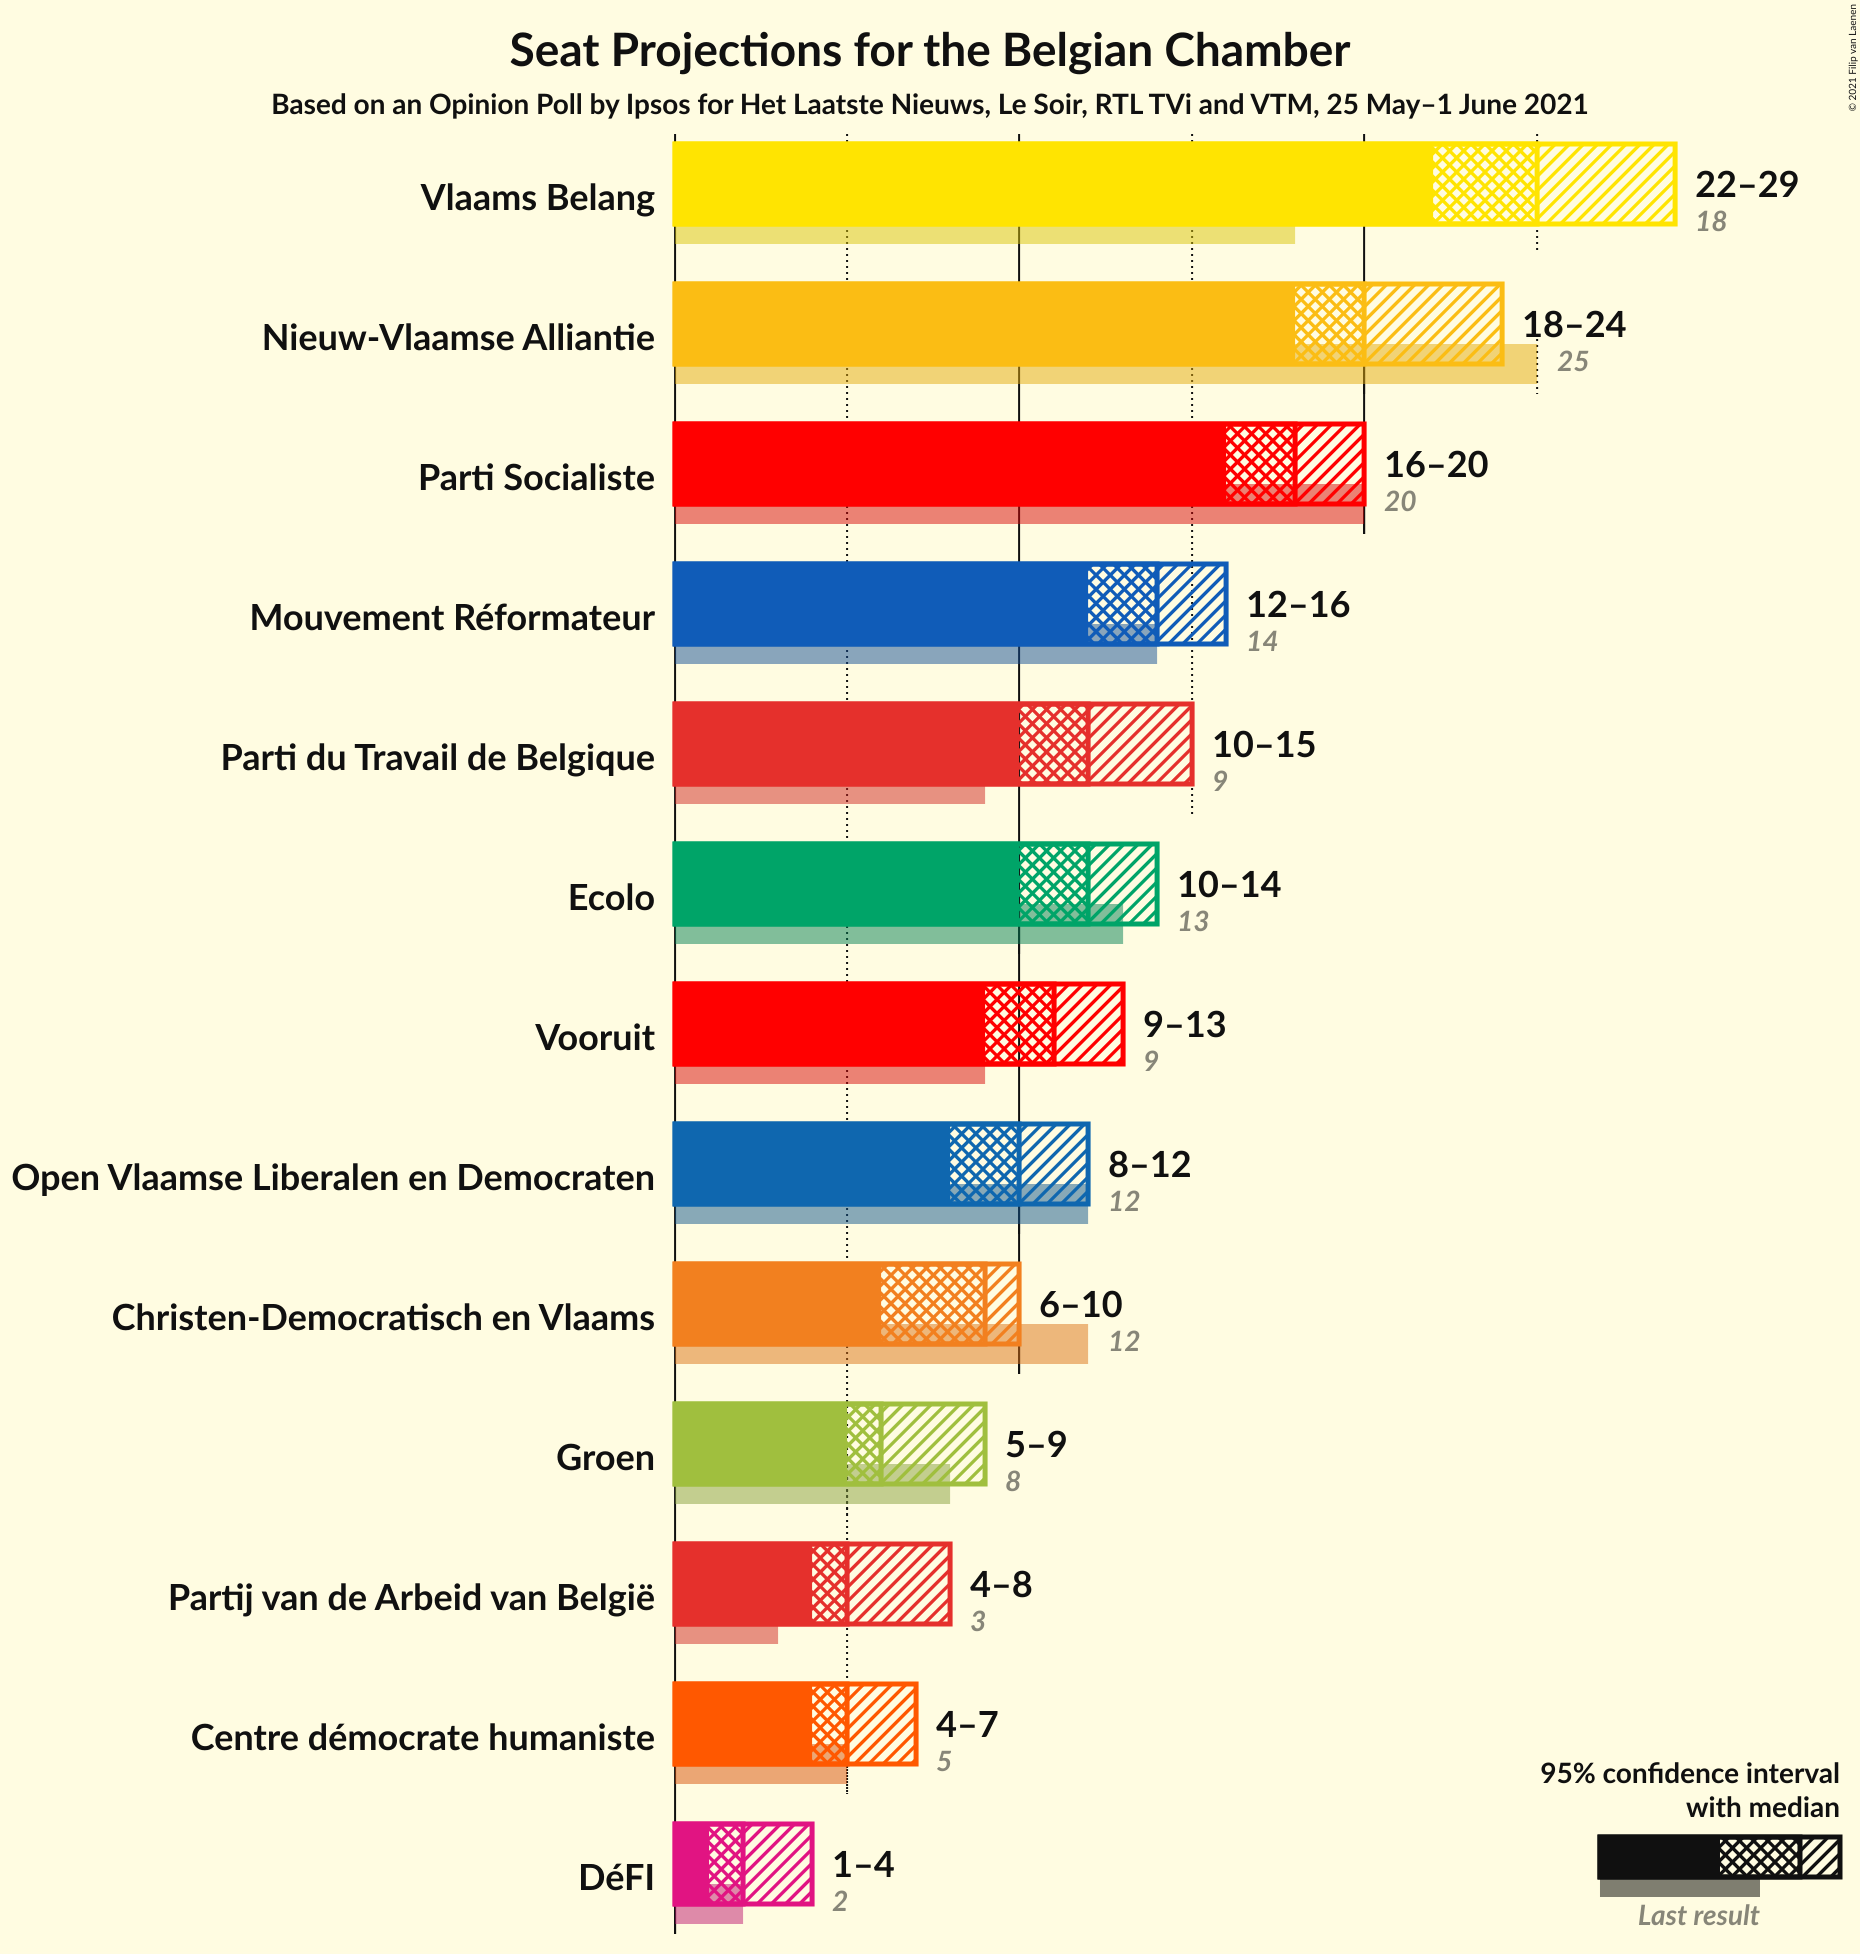 Seat Projections for the Belgian Chamber
Based on an Opinion Poll by Ipsos for Het Laatste Nieuws, Le Soir, RTL TVi and VTM, 25 May–1 June 2021
© 2021 Filip van Laenen
Vlaams Belang
22–29
18
Nieuw-Vlaamse Alliantie
18–24
25
Parti Socialiste
16–20
20
Mouvement Réformateur
12–16
14
Parti du Travail de Belgique
10–15
9
Ecolo
10–14
13
Vooruit
9–13
9
Open Vlaamse Liberalen en Democraten
8–12
12
Christen-Democratisch en Vlaams
6–10
12
Groen
5–9
8
Partij van de Arbeid van België
4–8
3
Centre démocrate humaniste
4–7
5
DéFI
1–4
2
95% confidence interval
with median
Last result